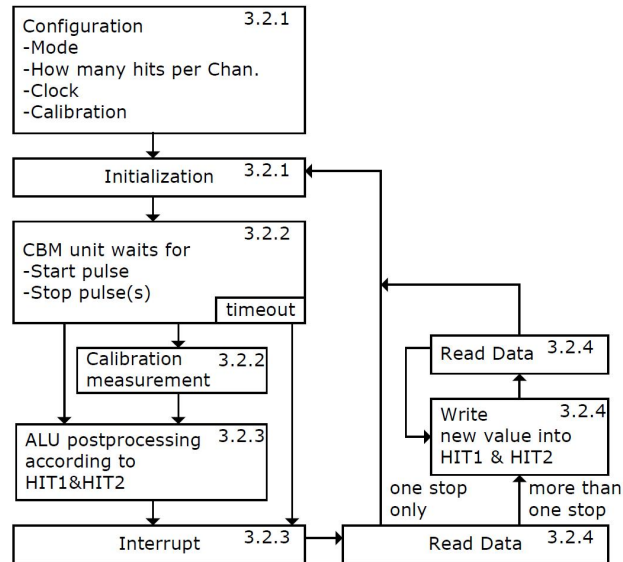 Configuration 3.2.1
-Mode
-How many hits per Chan.
-Clock
-Calibration
Initialization 3.2.1
3.2.2
CBM unit waits for
-Start pulse
-Stop pulse(s)
timeout
Calibration 3.2.2
measurement
ALU postprocessing 3.2.3
according to
HIT1&HIT2
Interrupt 3.2.3
Read Data 3.2.4
Write 3.2.4
new value into
HIT1 & HIT2
one stop
only
more than
one stop
Read Data 3.2.4